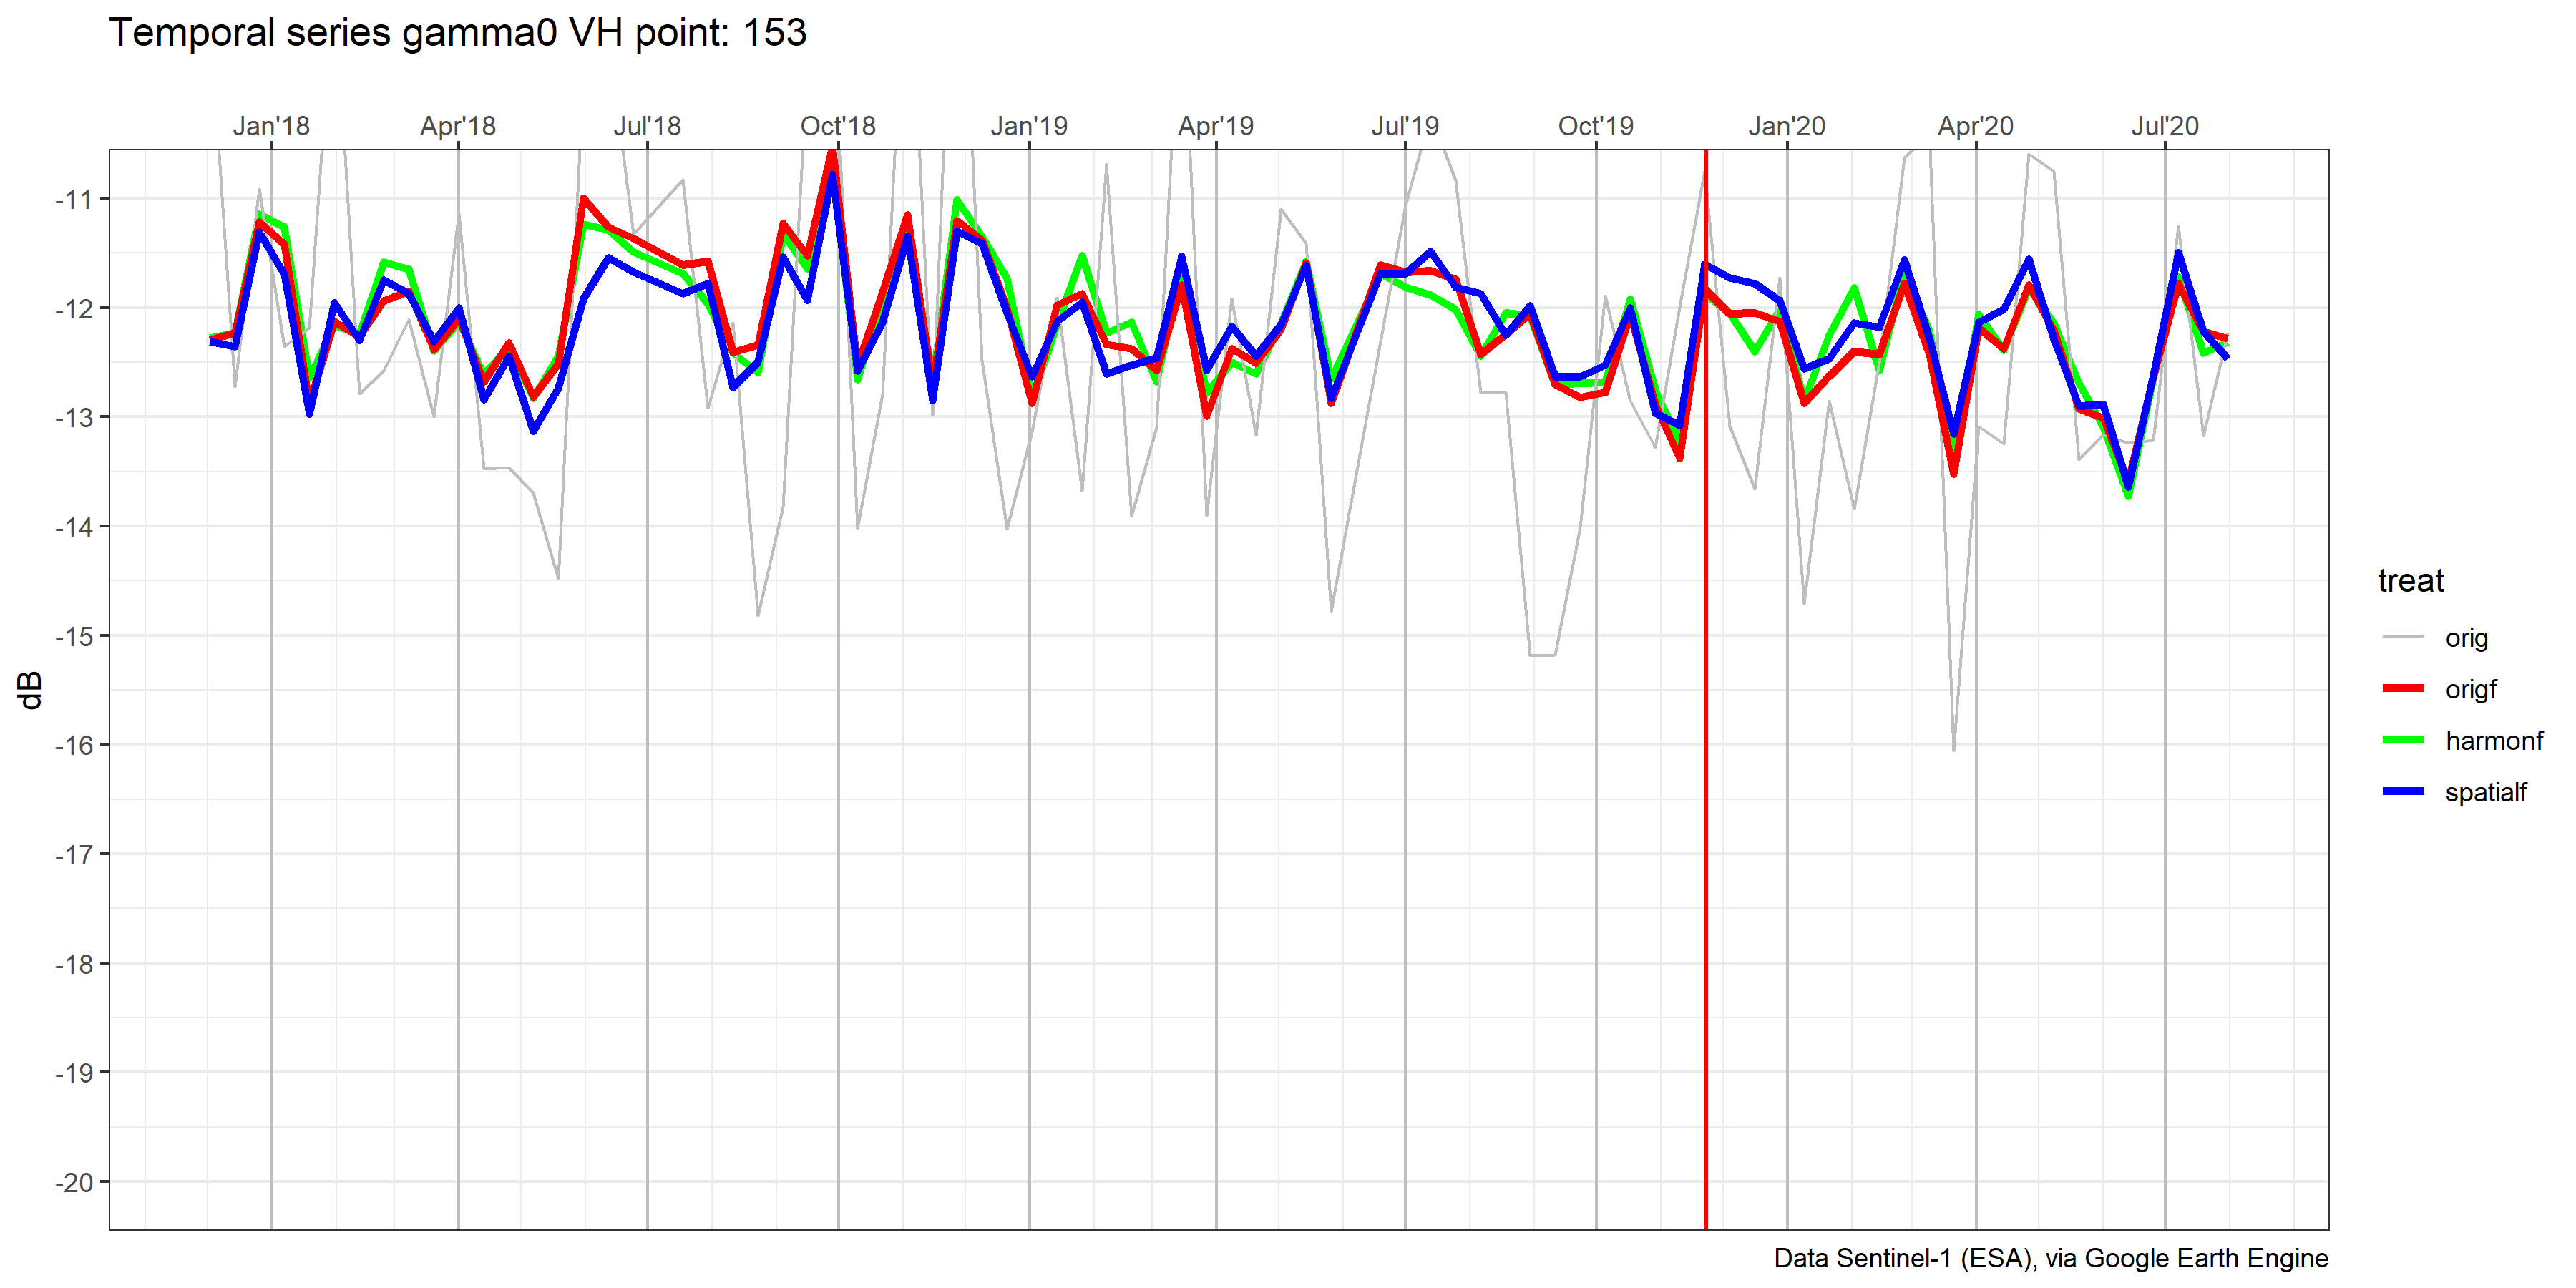 Temporal series gamma0 VH point: 153
Jan'18 Apr'18 Jul'18 Oct'18 Jan'19 Apr'19 Jul'19 Oct'19 Jan'20 Apr'20 Jul'20
-11
-12
-13
-14
-15
-16
-17
-18
-19
-20
dB
treat
orig
origf
harmonf
spatialf
Data Sentinel-1 (ESA), via Google Earth Engine